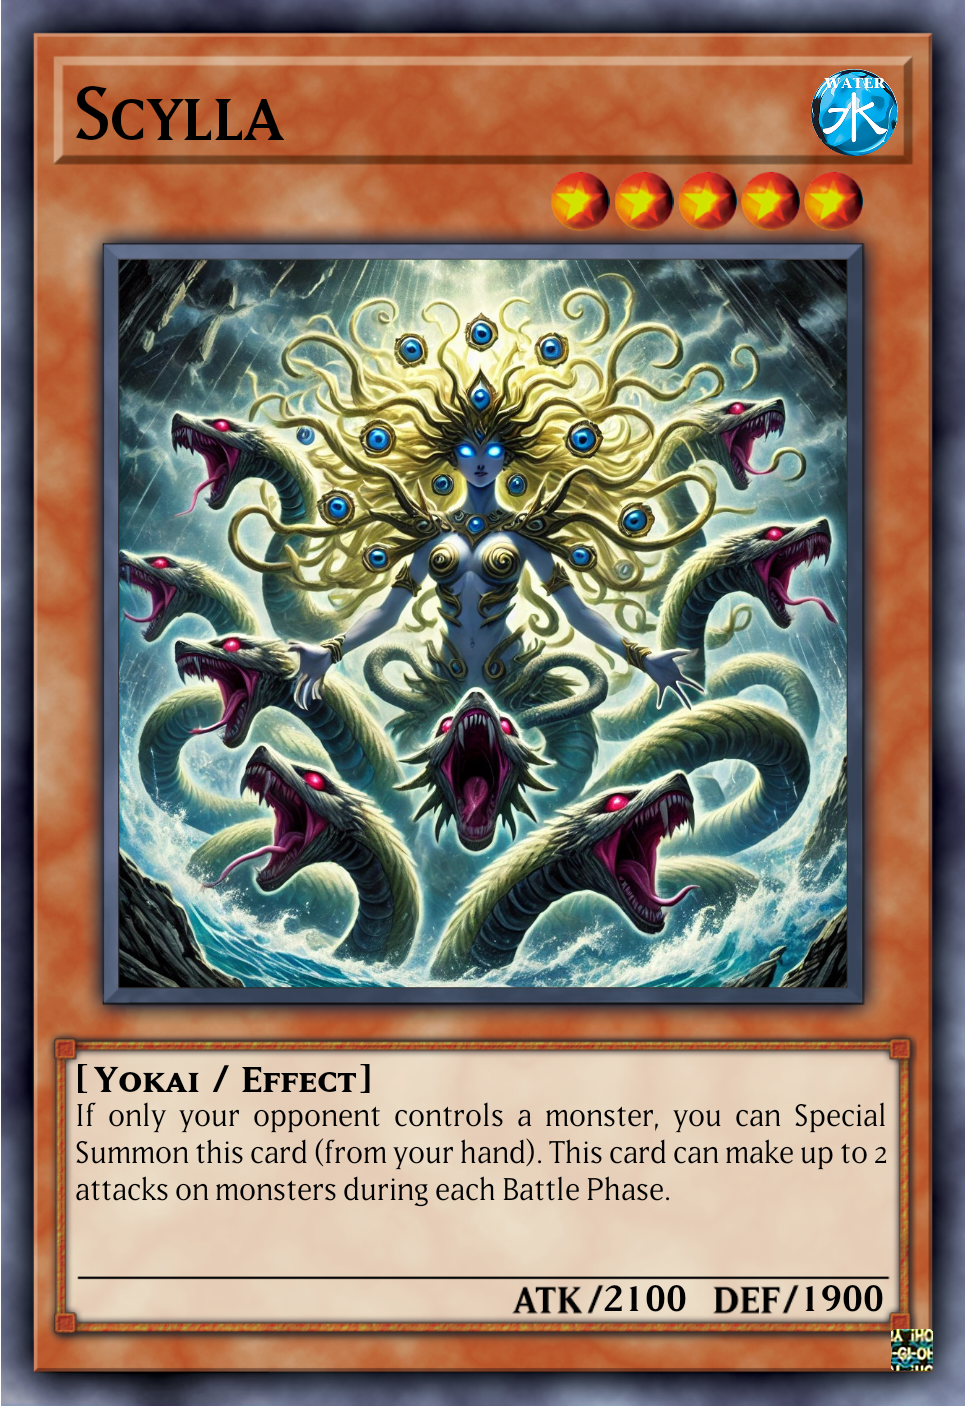 Scylla
WATER
水
[Yokai / Effect]
If only your opponent controls a monster, you can Special
Summon this card (from your hand). This card can make up to 2
attacks on monsters during each Battle Phase.
ATK/2100 DEF/1900